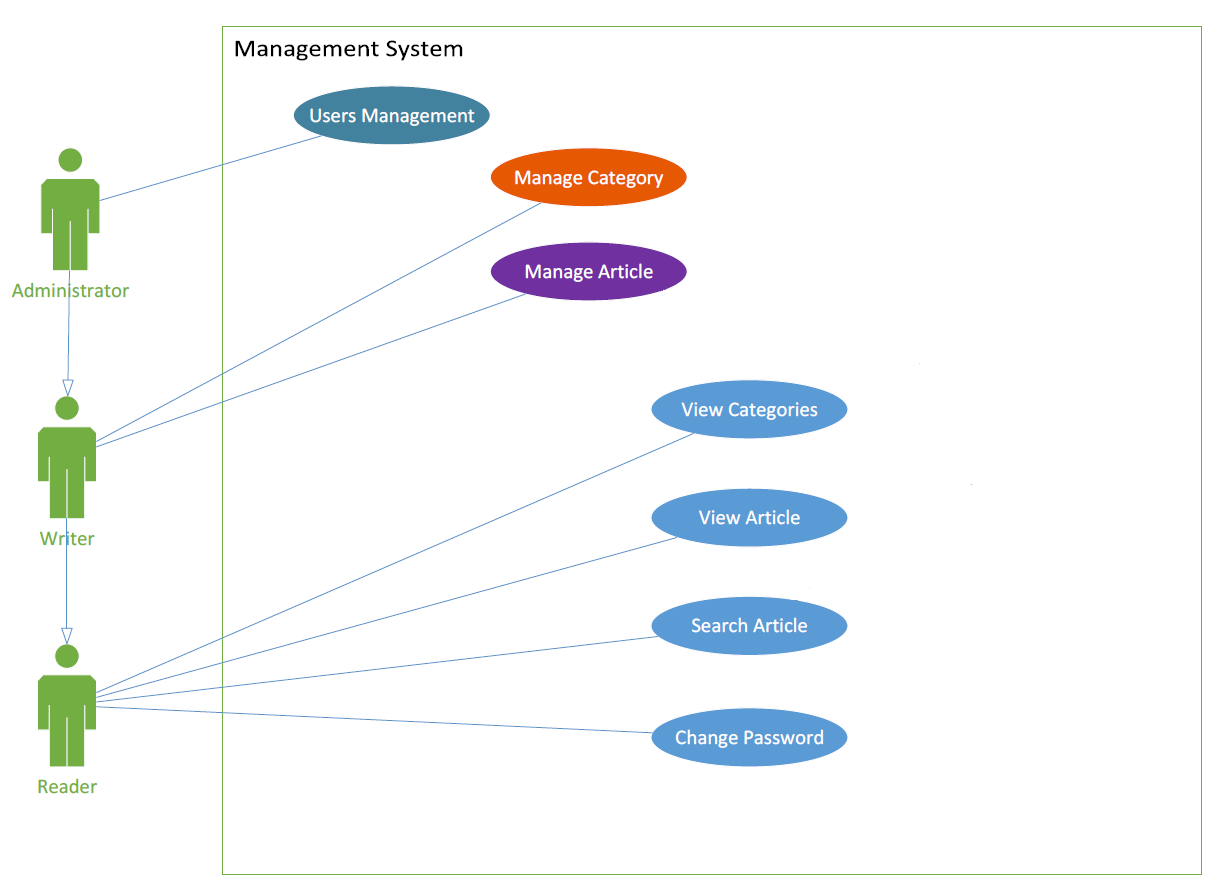 Management System
Users Management
Manage Category
Administrator
Manage Article
View Categories
View Article
Writer
Search Article
Change Password
Reader